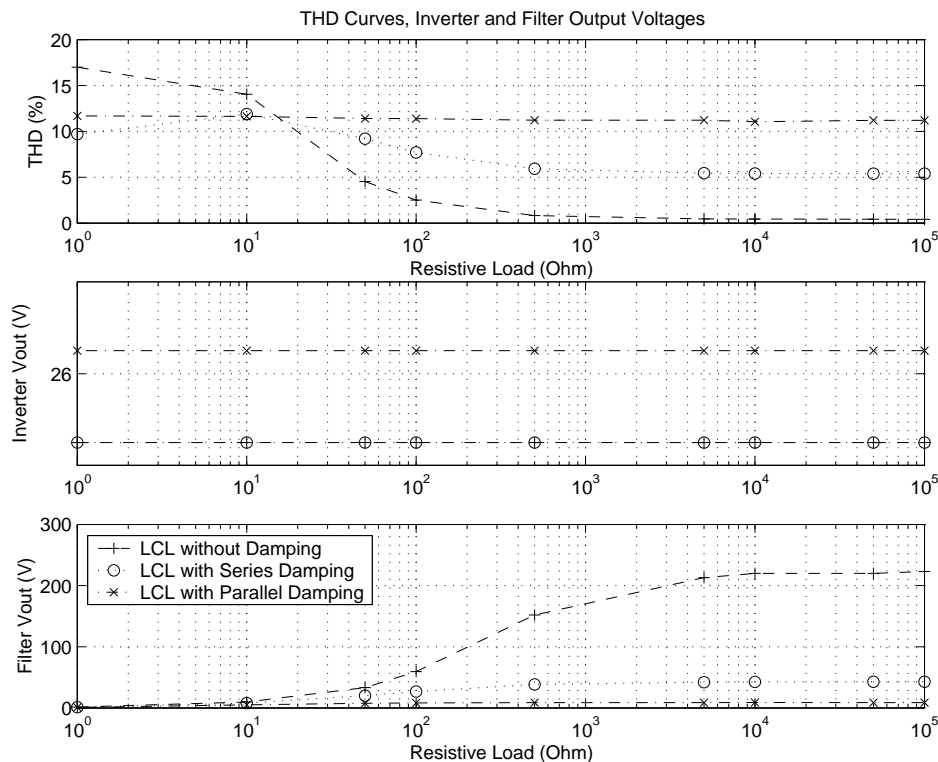 THD Curves, Inverter and Filter Output Voltages
20
15
10
5
0
THD (%)
10^0 10^1 10^2 10^3 10^4 10^5
Resistive Load (Ohm)
26
Inverter Vout (V)
10^0 10^1 10^2 10^3 10^4 10^5
300
200
100
0
Filter Vout (V)
LCL without Damping
LCL with Series Damping
LCL with Parallel Damping
10^0 10^1 10^2 10^3 10^4 10^5
Resistive Load (Ohm)